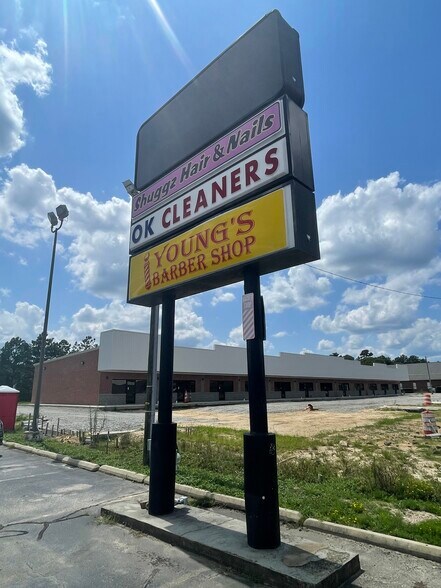 Shuggz Hair & Nails
OK CLEANERS
YOUNG'S
BARBER SHOP